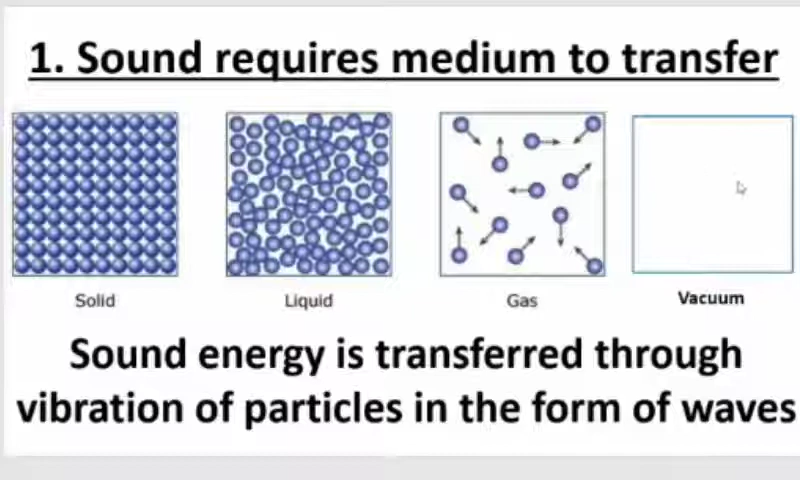 1. Sound requires medium to transfer
Solid
Liquid
Gas
Vacuum
Sound energy is transferred through
vibration of particles in the form of waves